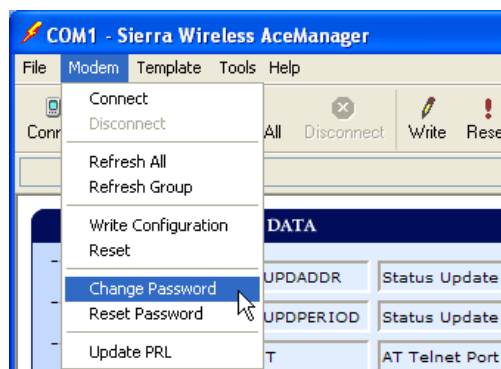 COM1 - Sierra Wireless AceManager
File Modem Template Tools Help
Connect
Disconnect
All Disconnect Write
Refresh All
Refresh Group
Write Configuration
DATA
Reset
Change Password
UPDADDR Status Update
Reset Password
UPDPERIOD Status Update
Update PRL
T AT Telnet Port